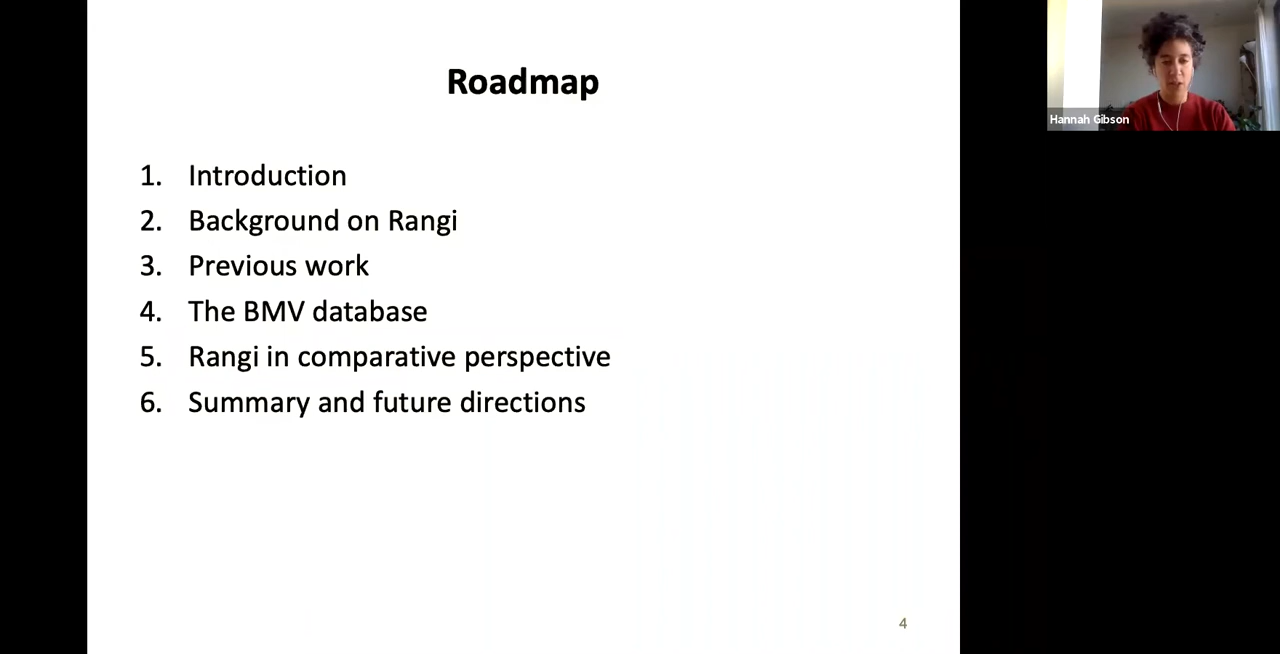 Roadmap
1. Introduction
2. Background on Rangi
3. Previous work
4. The BMV database
5. Rangi in comparative perspective
6. Summary and future directions
4
Hannah Gibson